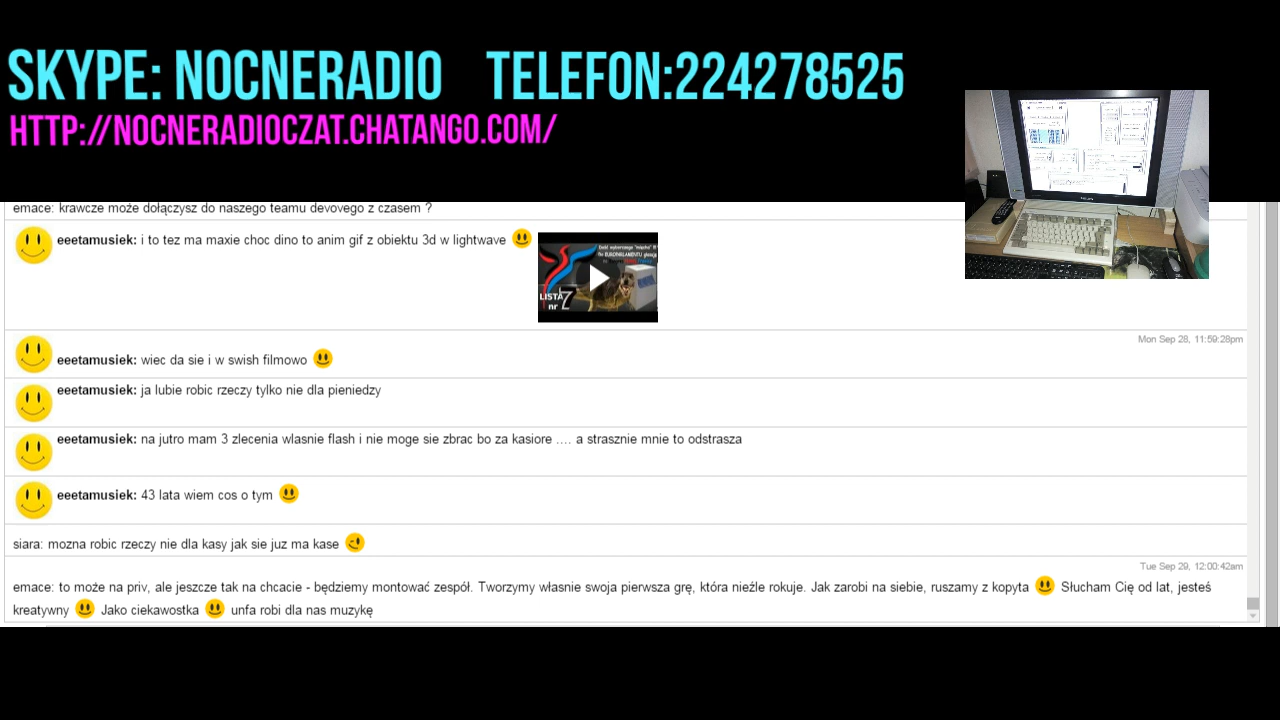 SKYPE: NOCNERADIO TELEFON:224278525
HTTP://NOCNERADIOCZAT.CHATANGO.COM/
emace: krawcze może dołączysz do naszego teamu devovego z czasem ?
eeetamusiek: i to tez ma maxie choc dino to anim gif z obiektu 3d w lightwave
LISTA
nr 7
Mon Sep 28, 11:59:28pm
eeetamusiek: wiec da sie i w swish filmowo
eeetamusiek: ja lubie robic rzeczy tylko nie dla pieniedzy
eeetamusiek: na jutro mam 3 zlecenia wlasnie flash i nie moge sie zbrac bo za kasiore .... a strasznie mnie to odstrasza
eeetamusiek: 43 lata wiem cos o tym
siara: mozna robic rzeczy nie dla kasy jak sie juz ma kase
Tue Sep 29, 12:00:42am
emace: to może na priv, ale jeszcze tak na chcacie - będziemy montować zespół. Tworzymy własnie swoja pierwsza grę, która nieźle rokuje. Jak zarobi na siebie, ruszamy z kopyta Słucham Cię od lat, jesteś
kreatywny Jako ciekawostka unfa robi dla nas muzykę